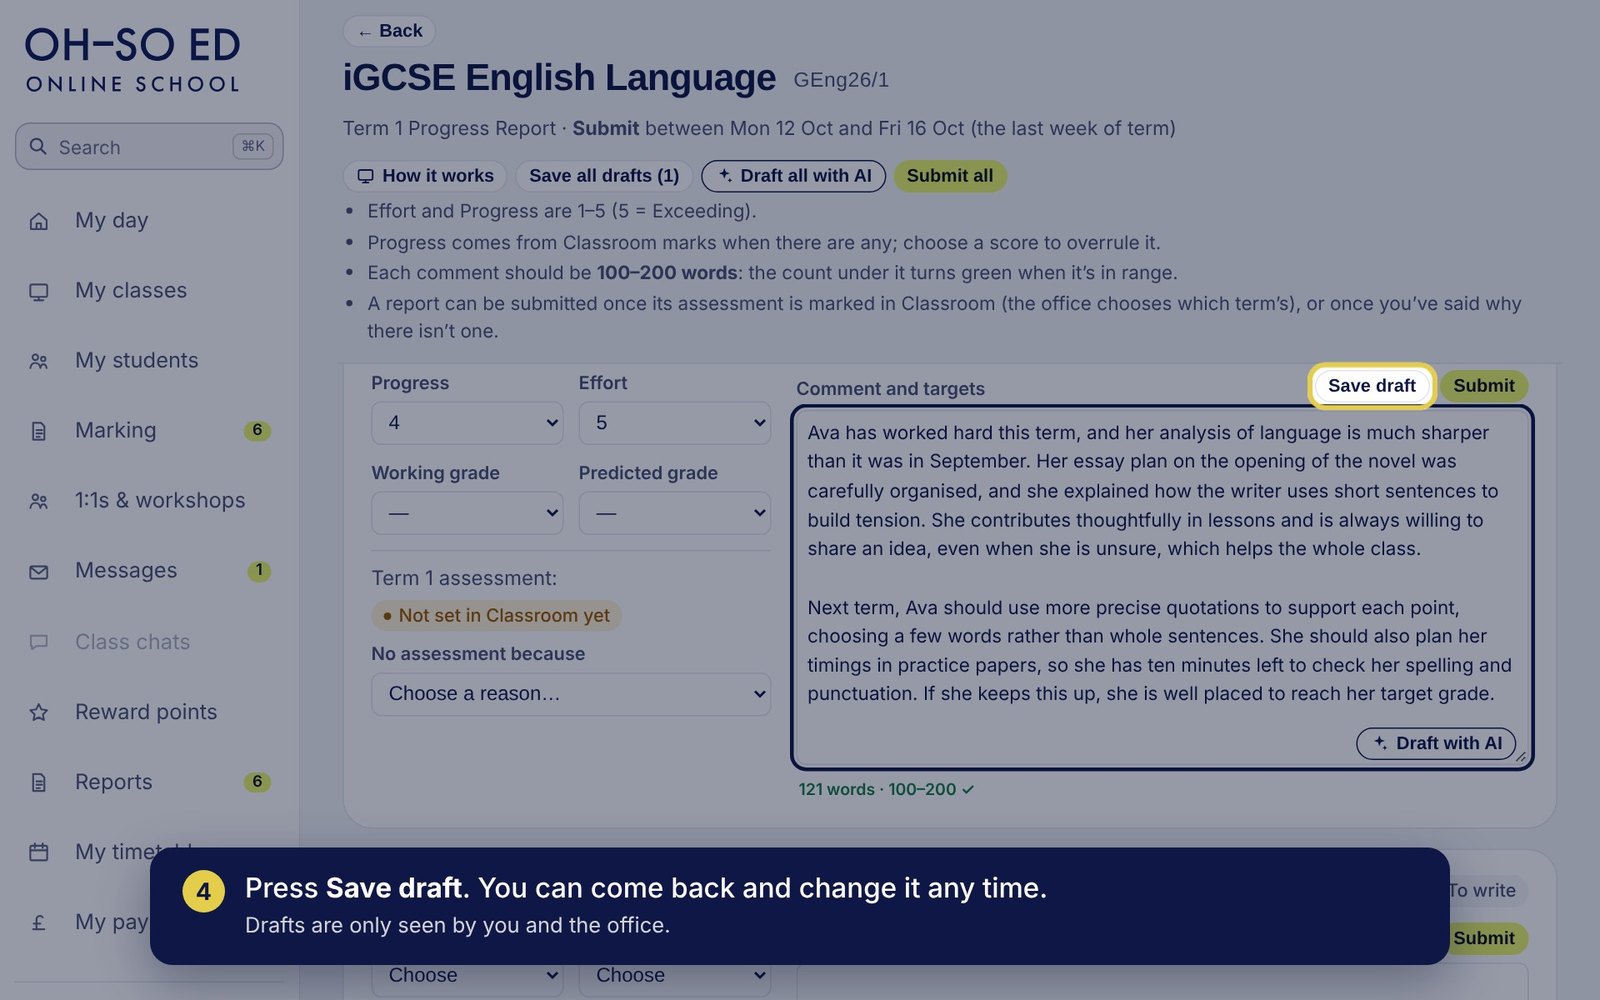 OH–SO ED
ONLINE SCHOOL
Search
⌘K
My day
My classes
My students
Marking
6
1:1s & workshops
Messages
1
Class chats
Reward points
Reports
6
My
My pay
← Back
iGCSE English Language GEng26/1
Term 1 Progress Report · Submit between Mon 12 Oct and Fri 16 Oct (the last week of term)
How it works
Save all drafts (1)
Draft all with AI
Submit all
• Effort and Progress are 1–5 (5 = Exceeding).
• Progress comes from Classroom marks when there are any; choose a score to overrule it.
• Each comment should be 100–200 words: the count under it turns green when it’s in range.
• A report can be submitted once its assessment is marked in Classroom (the office chooses which term’s), or once you’ve said why
there isn’t one.
Progress
Effort
4
5
Working grade
Predicted grade
—
—
Term 1 assessment:
• Not set in Classroom yet
No assessment because
Choose a reason…
Comment and targets
Save draft
Submit
Ava has worked hard this term, and her analysis of language is much sharper
than it was in September. Her essay plan on the opening of the novel was
carefully organised, and she explained how the writer uses short sentences to
build tension. She contributes thoughtfully in lessons and is always willing to
share an idea, even when she is unsure, which helps the whole class.
Next term, Ava should use more precise quotations to support each point,
choosing a few words rather than whole sentences. She should also plan her
timings in practice papers, so she has ten minutes left to check her spelling and
punctuation. If she keeps this up, she is well placed to reach her target grade.
Draft with AI
121 words · 100–200 ✓
To write
Submit
4
Press Save draft. You can come back and change it any time.
Drafts are only seen by you and the office.
Choose
Choose